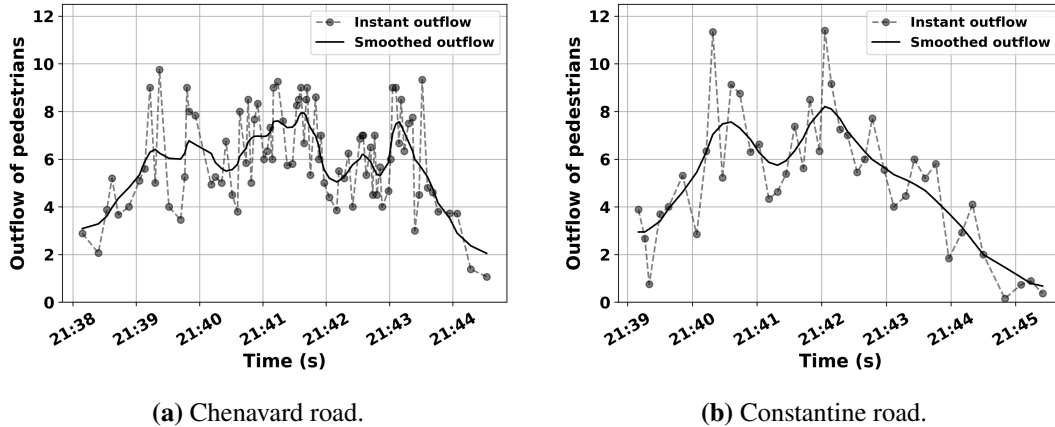 Outflow of pedestrians
12
10
8
6
4
2
0
Instant outflow
Smoothed outflow
21:38
21:39
21:40
21:41
21:42
21:43
21:44
Time (s)
(a) Chenavard road.
Outflow of pedestrians
12
10
8
6
4
2
0
Instant outflow
Smoothed outflow
21:39
21:40
21:41
21:42
21:43
21:44
21:45
Time (s)
(b) Constantine road.